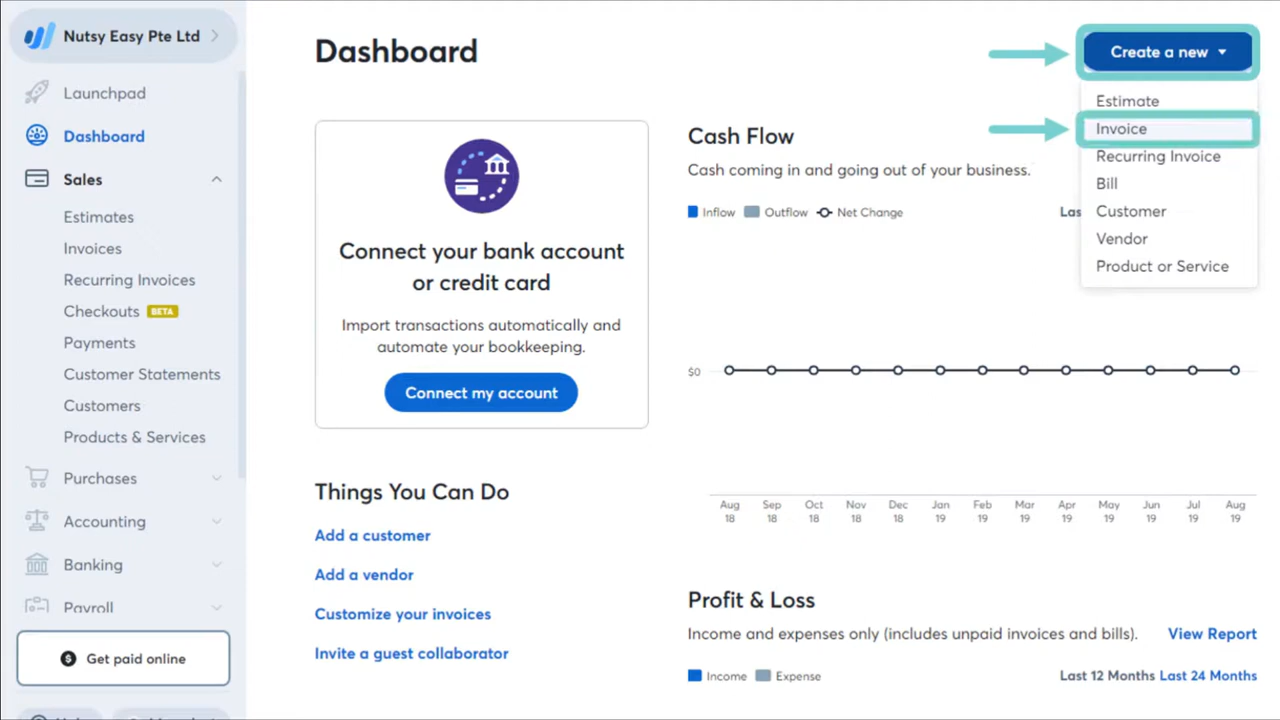 Nutsy Easy Pte Ltd
Launchpad
Dashboard
Sales
Estimates
Invoices
Recurring Invoices
Checkouts BETA
Payments
Customer Statements
Customers
Products & Services
Purchases
Accounting
Banking
Payroll
Get paid online
Dashboard
Create a new
Estimate
Invoice
Recurring Invoice
Bill
Customer
Vendor
Product or Service
Connect your bank account
or credit card
Import transactions automatically and
automate your bookkeeping.
Connect my account
Things You Can Do
Add a customer
Add a vendor
Customize your invoices
Invite a guest collaborator
Cash Flow
Cash coming in and going out of your business.
Inflow Outflow Net Change
Las
$0
Aug Sep Oct Nov Dec Jan Feb Mar Apr May Jun Jul Aug
18 18 18 18 18 19 19 19 19 19 19 19 19
Profit & Loss
Income and expenses only (includes unpaid invoices and bills). View Report
Income Expense Last 12 Months Last 24 Months